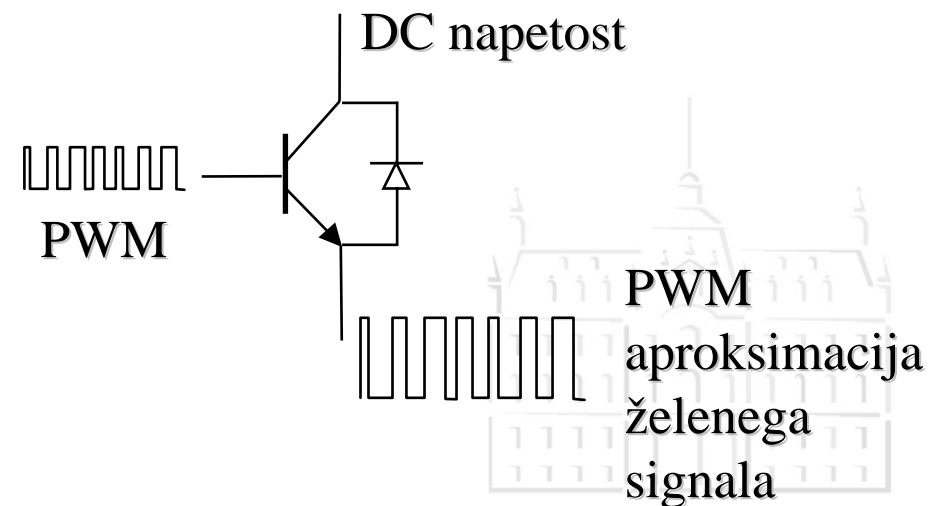 DC napetost
PWM
PWM
aproksimacija
želenega
signala